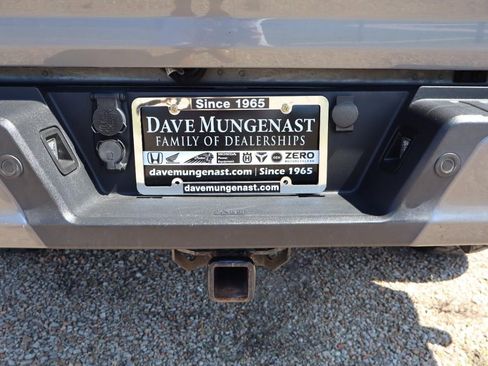 Since 1965
DAVE MUNGENAST
FAMILY OF DEALERSHIPS
ZERO
davemungenast.com | Since 1965
davemungenast.com